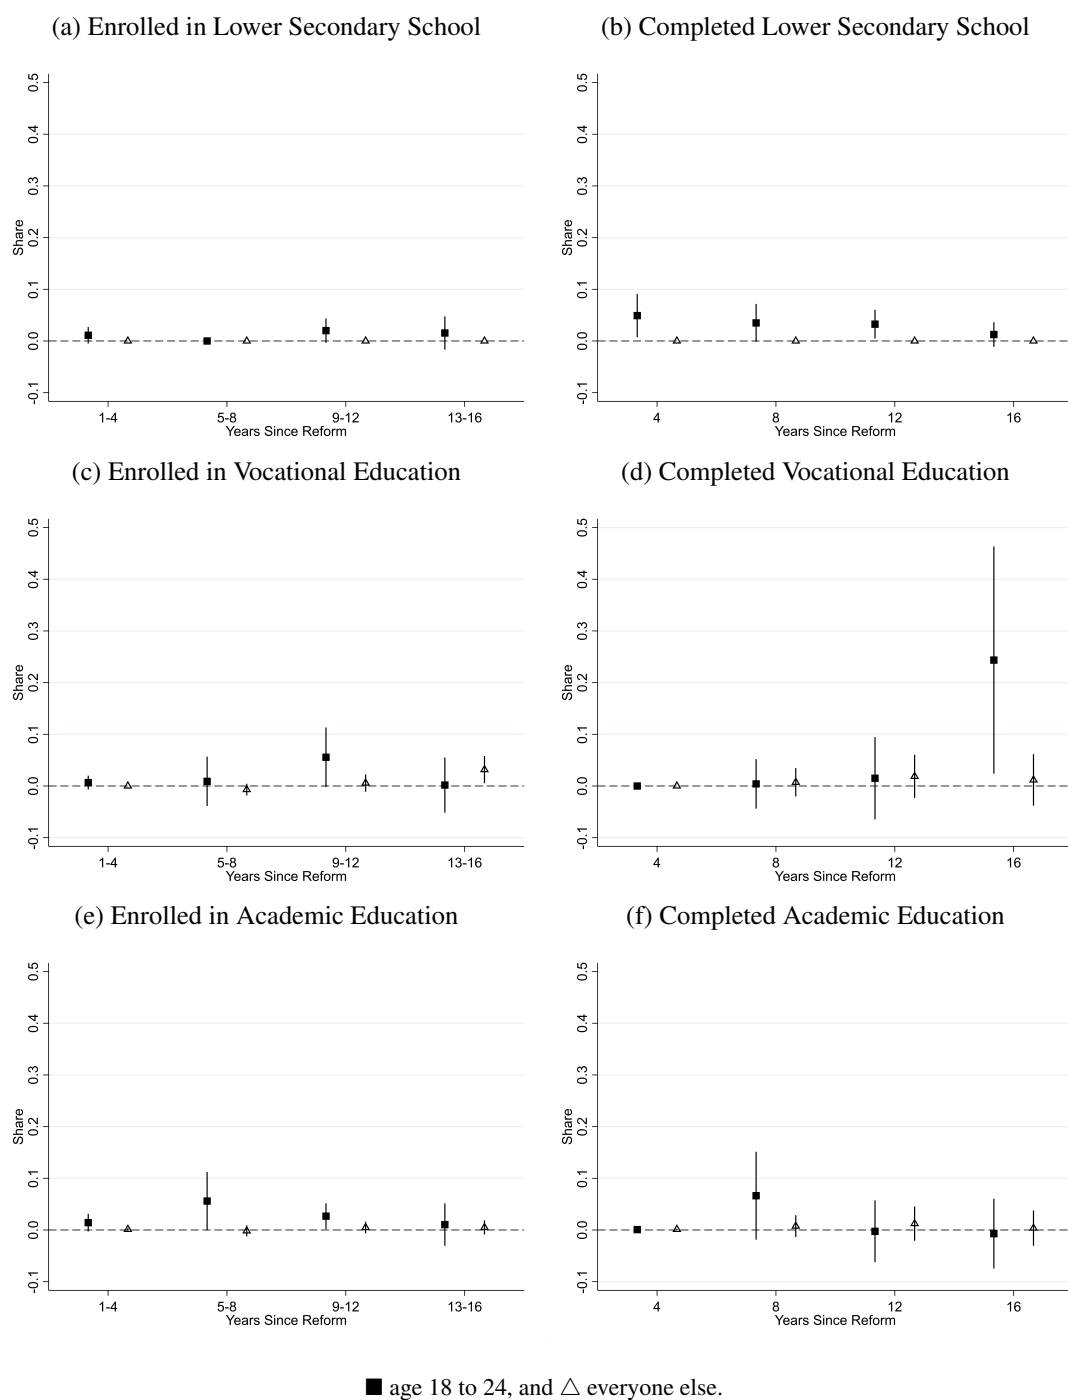 (a) Enrolled in Lower Secondary School
(b) Completed Lower Secondary School
0.5
0.4
0.3
0.2
0.1
0.0
-0.1
Share
1-4 5-8 9-12 13-16
Years Since Reform
0.5
0.4
0.3
0.2
0.1
0.0
-0.1
Share
4 8 12 16
Years Since Reform
(c) Enrolled in Vocational Education
(d) Completed Vocational Education
0.5
0.4
0.3
0.2
0.1
0.0
-0.1
Share
1-4 5-8 9-12 13-16
Years Since Reform
0.5
0.4
0.3
0.2
0.1
0.0
-0.1
Share
4 8 12 16
Years Since Reform
(e) Enrolled in Academic Education
(f) Completed Academic Education
0.5
0.4
0.3
0.2
0.1
0.0
-0.1
Share
1-4 5-8 9-12 13-16
Years Since Reform
0.5
0.4
0.3
0.2
0.1
0.0
-0.1
Share
4 8 12 16
Years Since Reform
■ age 18 to 24, and △ everyone else.